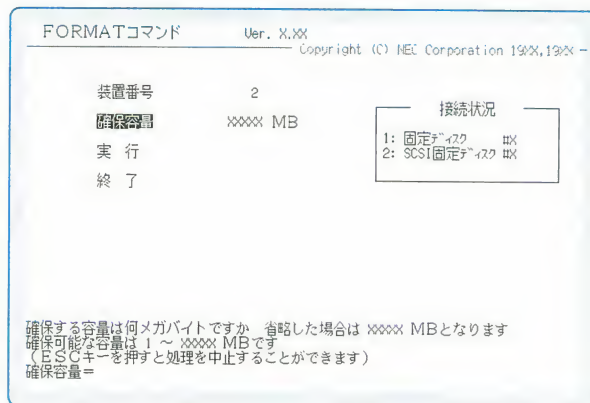 FORMATコマンド Ver. X.XX
Copyright (C) NEC Corporation 19XX,19XX
装置番号 2
確保容量 XXXXX MB
実 行
終 了
接続状況
1: 固定ディスク #X
2: SCSI固定ディスク #X
確保する容量は何メガバイトですか 省略した場合は XXXXX MBとなります
確保可能な容量は 1 ～ XXXXX MBです
(ESCキーを押すと処理を中止することができます)
確保容量=